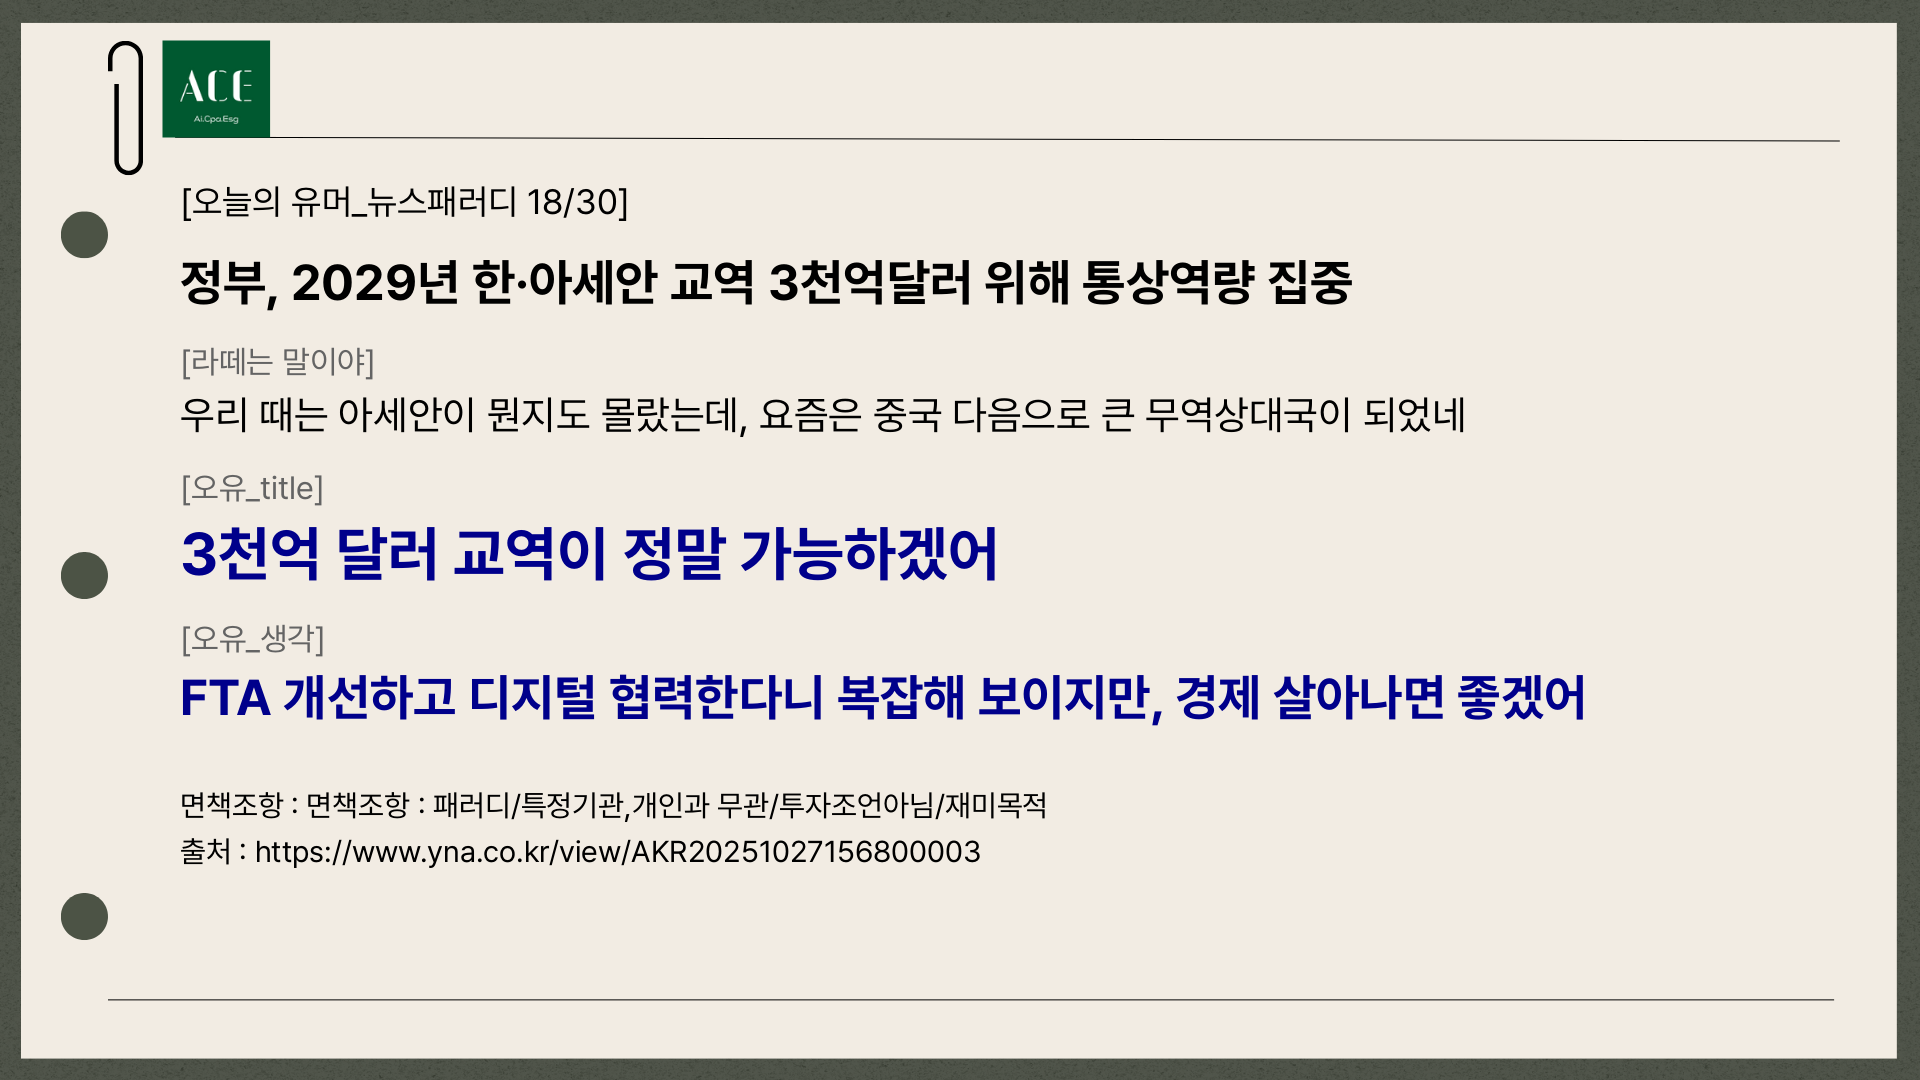 ACE
Ai.Cpa.Esg
[오늘의 유머_뉴스패러디 18/30]
정부, 2029년 한·아세안 교역 3천억달러 위해 통상역량 집중
[라떼는 말이야]
우리 때는 아세안이 뭔지도 몰랐는데, 요즘은 중국 다음으로 큰 무역상대국이 되었네
[오유_title]
3천억 달러 교역이 정말 가능하겠어
[오유_생각]
FTA 개선하고 디지털 협력한다니 복잡해 보이지만, 경제 살아나면 좋겠어
면책조항 : 면책조항 : 패러디/특정기관,개인과 무관/투자조언아님/재미목적
출처 : https://www.yna.co.kr/view/AKR20251027156800003